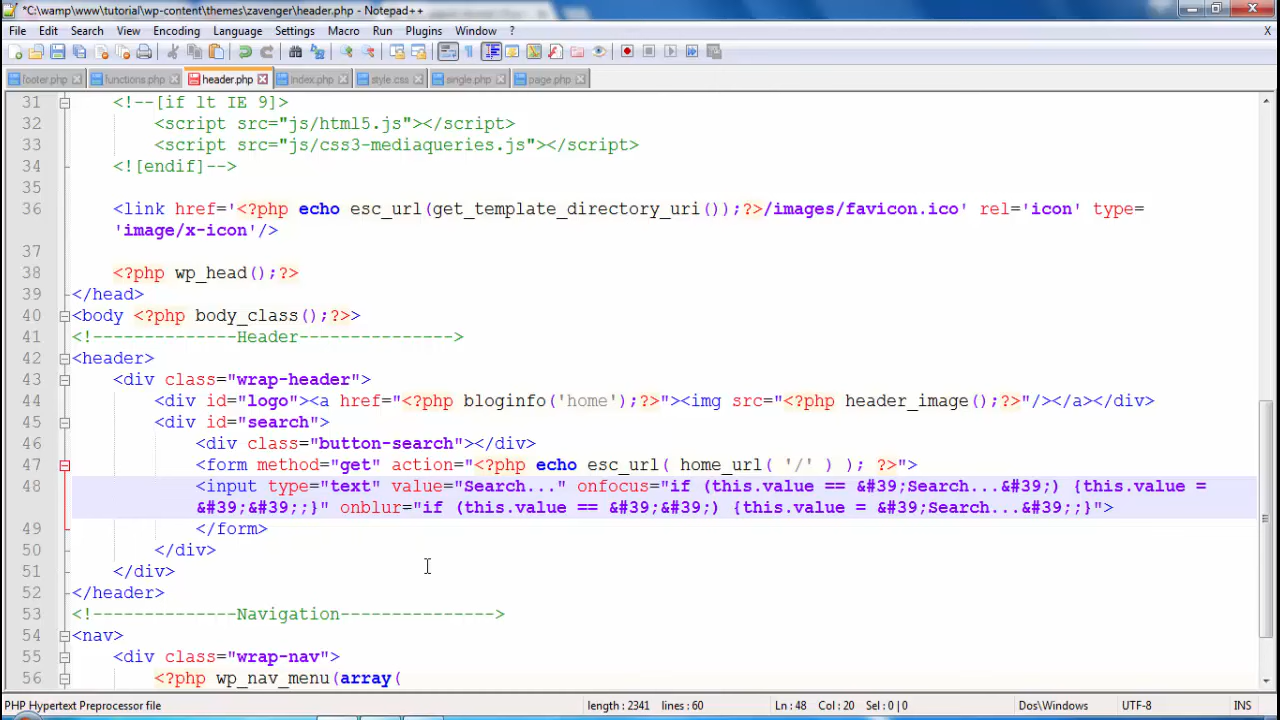 *C:\wamp\www\tutorial\wp-content\themes\zavenger\header.php - Notepad++
File Edit Search View Encoding Language Settings Macro Run Plugins Window ? X
footer.php functions.php header.php index.php style.css single.php page.php
31 <!--[if lt IE 9]>
32 <script src="js/html5.js"></script>
33 <script src="js/css3-mediaqueries.js"></script>
34 <![endif]-->
35
36 <link href='<?php echo esc_url(get_template_directory_uri());?>/images/favicon.ico' rel='icon' type=
'image/x-icon'/>
37
38 <?php wp_head();?>
39 </head>
40 <body <?php body_class();?>>
41 <!--------------Header--------------->
42 <header>
43 <div class="wrap-header">
44 <div id="logo"><a href="<?php bloginfo('home');?>"><img src="<?php header_image();?>"/></a></div>
45 <div id="search">
46 <div class="button-search"></div>
47 <form method="get" action="<?php echo esc_url( home_url( '/' ) ); ?>">
48 <input type="text" value="Search..." onfocus="if (this.value == &#39;Search...&#39;) {this.value =
&#39;&#39;;}" onblur="if (this.value == &#39;&#39;) {this.value = &#39;Search...&#39;;}">
49 </form>
50 </div>
51 </div>
52 </header>
53 <!--------------Navigation--------------->
54 <nav>
55 <div class="wrap-nav">
56 <?php wp_nav_menu(array(
PHP Hypertext Preprocessor file length : 2341 lines : 60 Ln : 48 Col : 20 Sel : 0 | 0 Dos\Windows UTF-8 INS